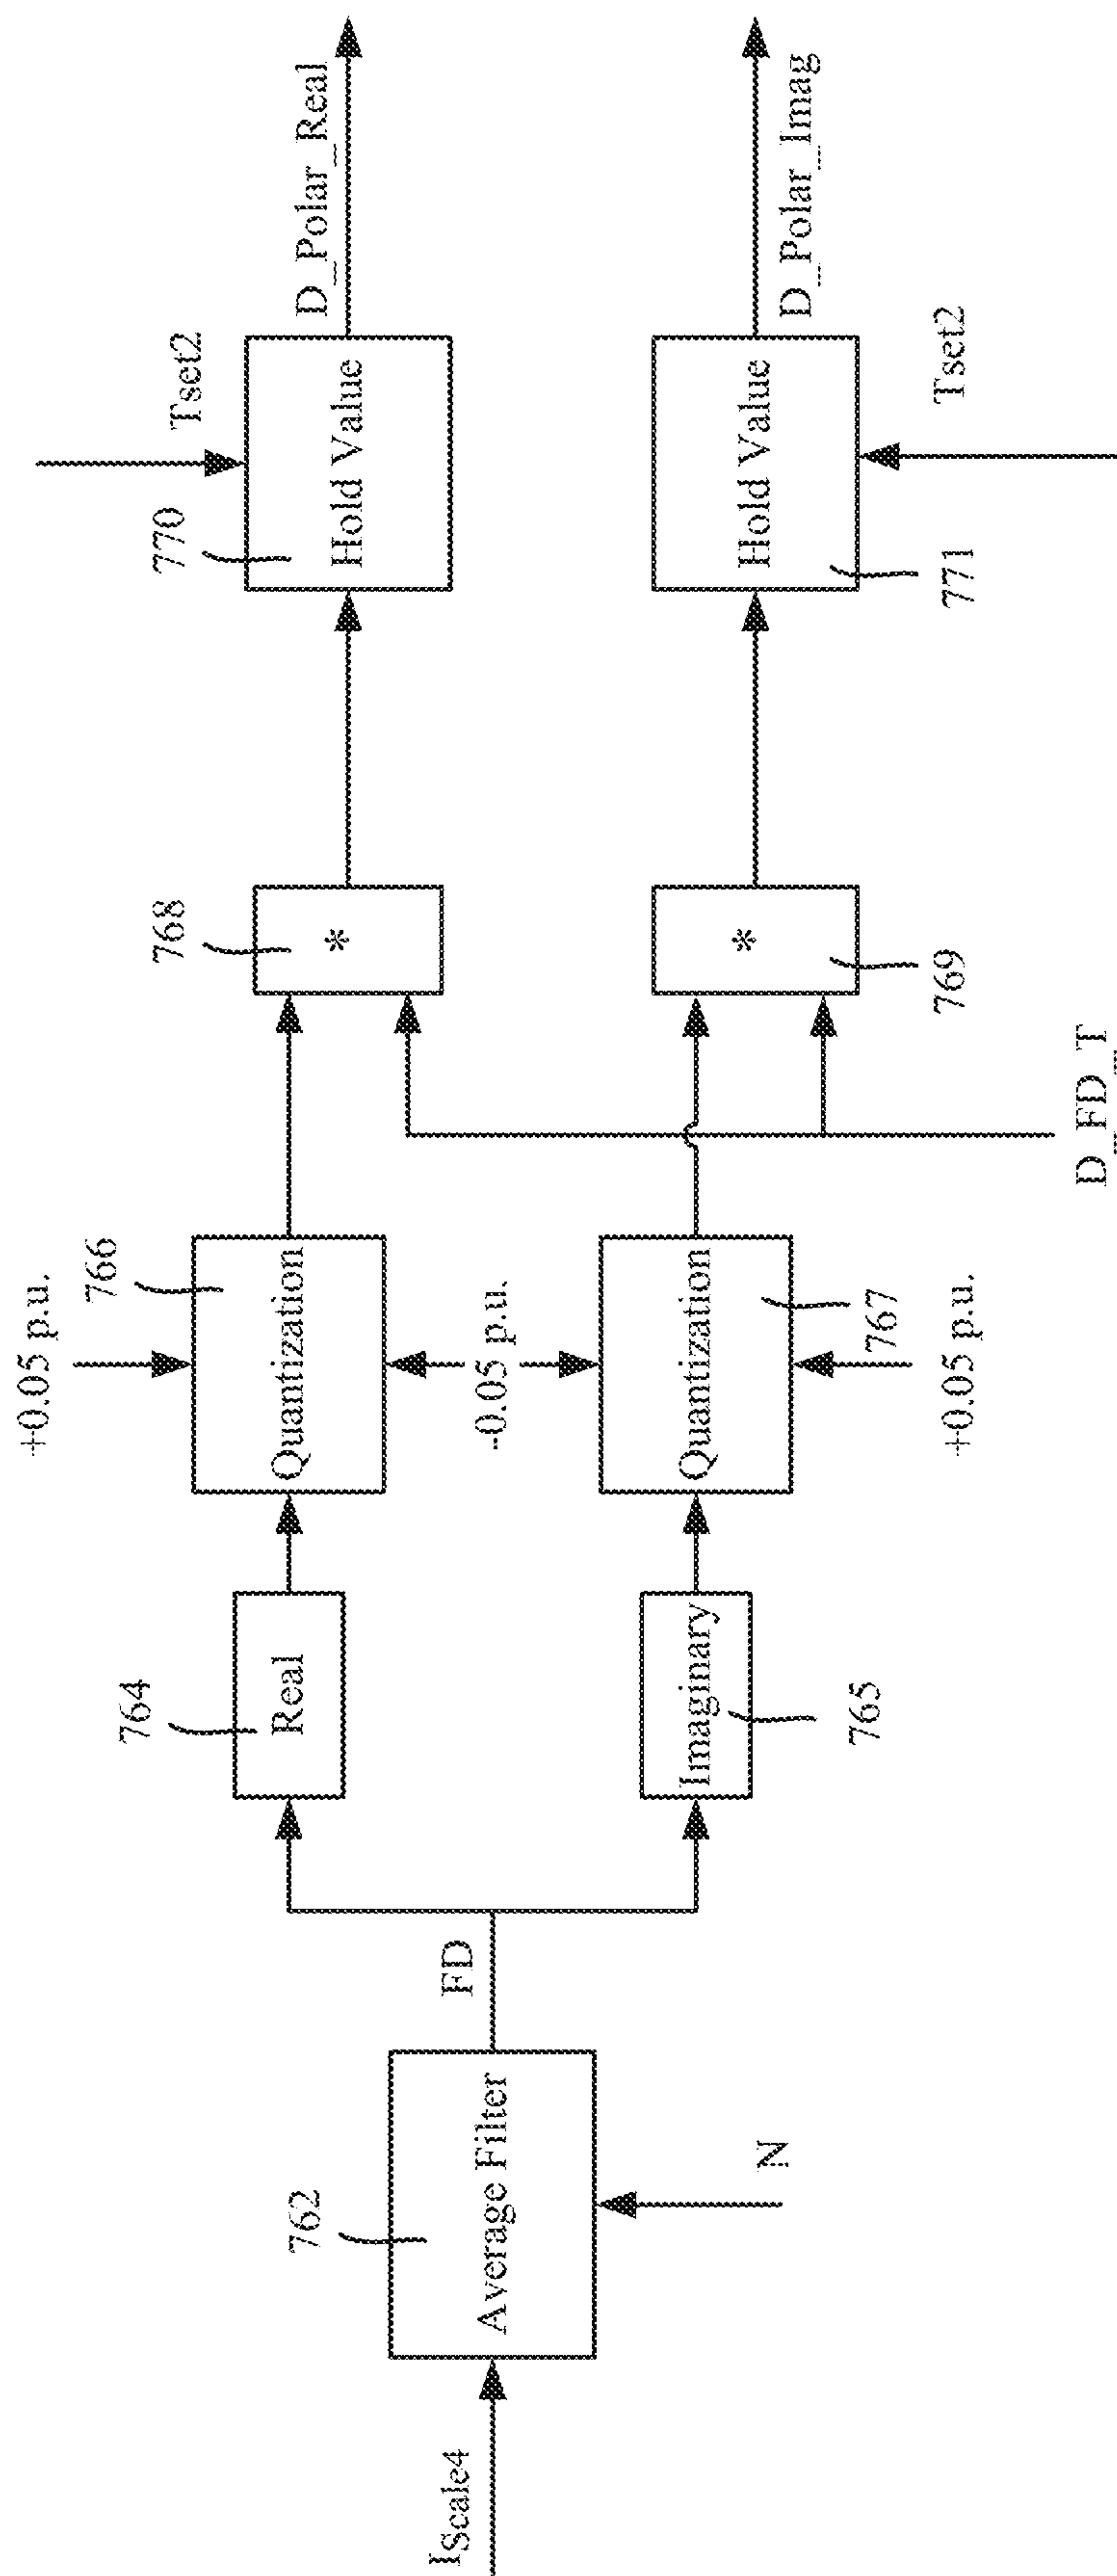 I Scale4
762
Average Filter
N
FD
764
Real
Imaginary
765
+0.05 p.u.
766
Quantization
-0.05 p.u.
Quantization
767
+0.05 p.u.
D_FD_T
768
*
*
769
770
Tset2
Hold Value
D_Polar_Real
Hold Value
771
Tset2
D_Polar_Imag